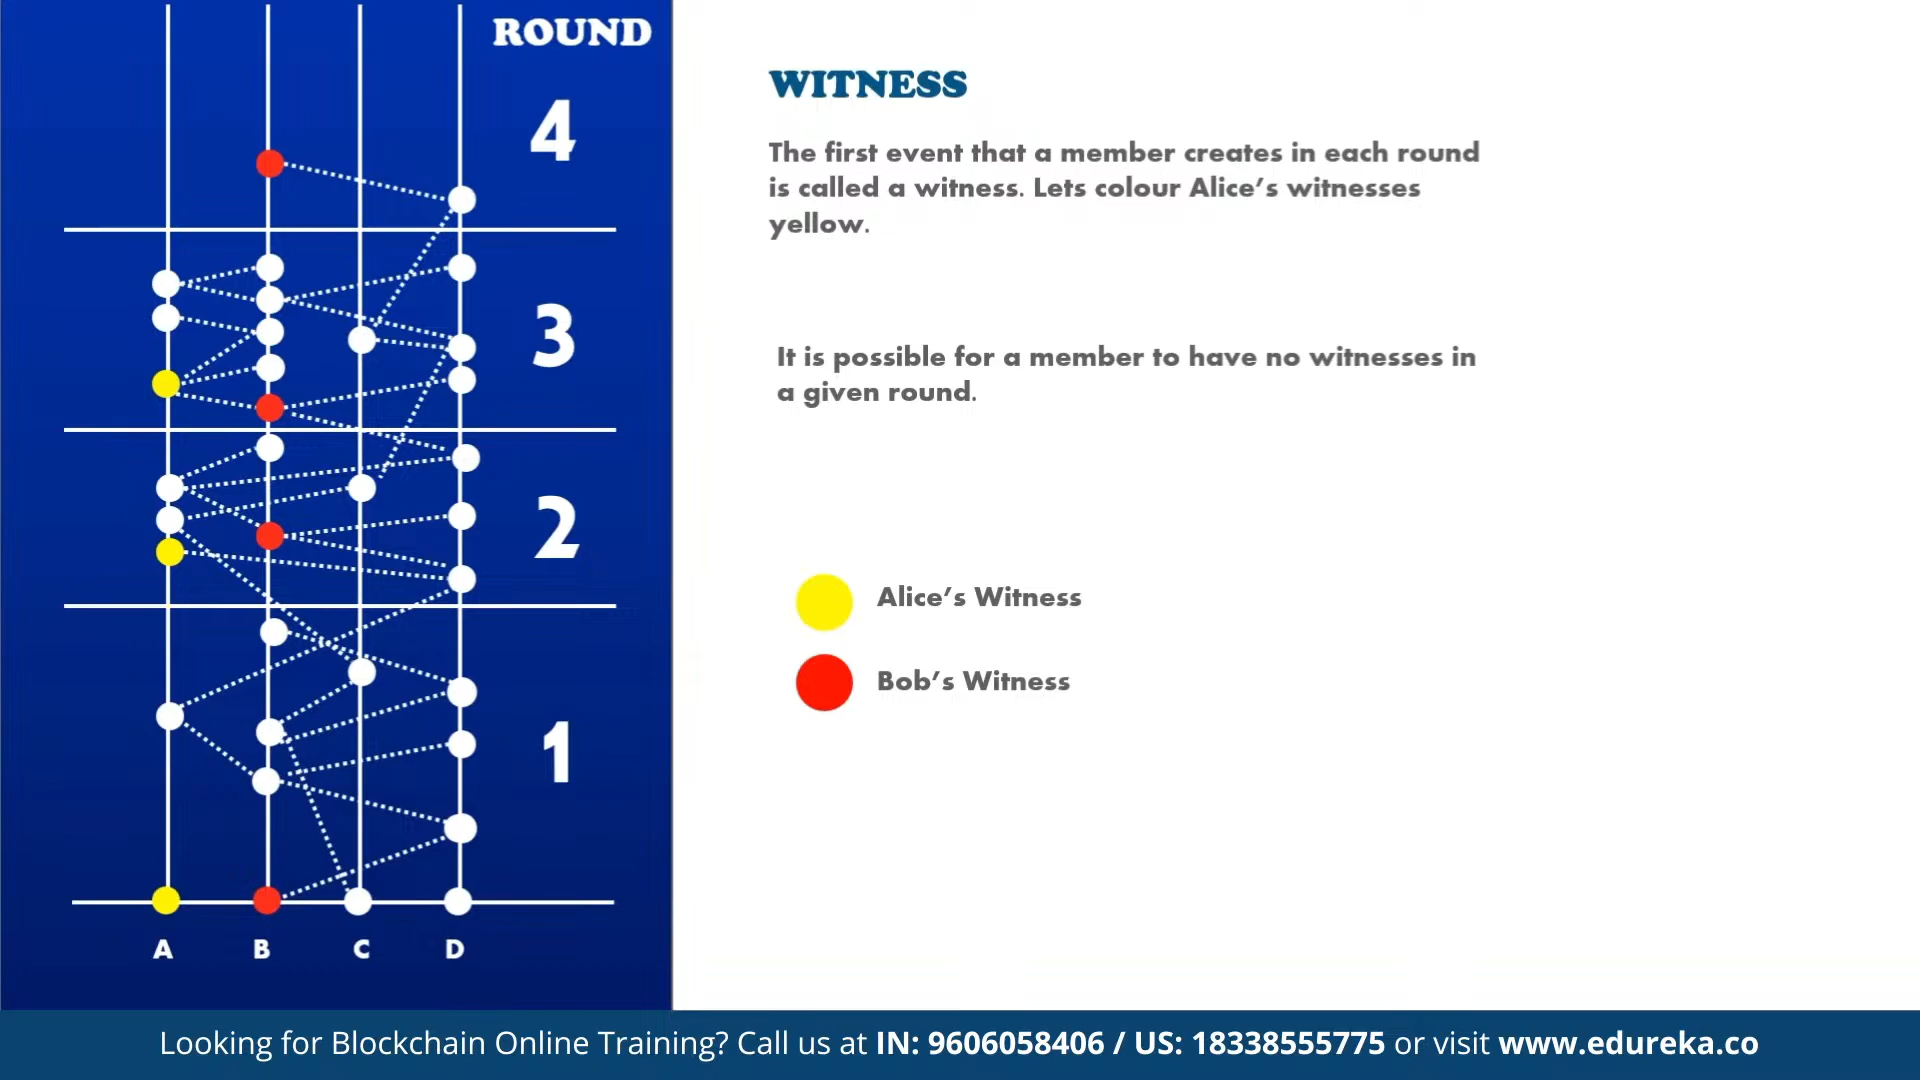 ROUND
4
3
2
1
A B C D
WITNESS
The first event that a member creates in each round
is called a witness. Lets colour Alice’s witnesses
yellow.
It is possible for a member to have no witnesses in
a given round.
Alice’s Witness
Bob’s Witness
Looking for Blockchain Online Training? Call us at IN: 9606058406 / US: 18338555775 or visit www.edureka.co